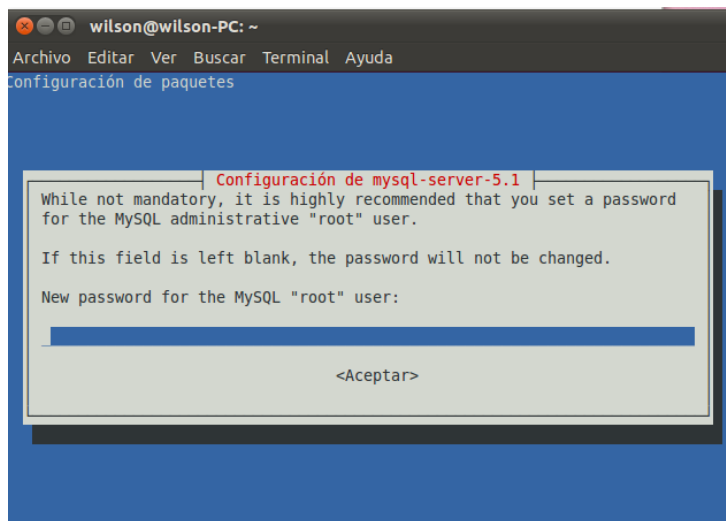 wilson@wilson-PC: ~
Archivo Editar Ver Buscar Terminal Ayuda
Configuración de paquetes
Configuración de mysql-server-5.1
While not mandatory, it is highly recommended that you set a password
for the MySQL administrative "root" user.
If this field is left blank, the password will not be changed.
New password for the MySQL "root" user:
<Aceptar>